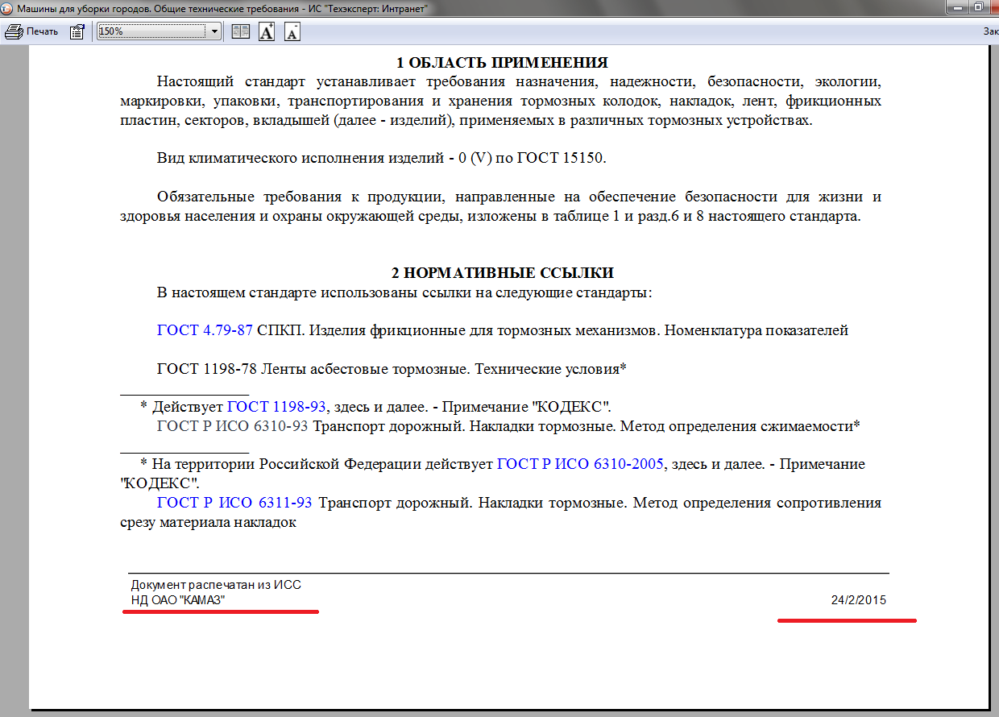 Машины для уборки городов. Общие технические требования - ИС "Техэксперт: Интранет"
Печать
150%
A+
A-
Зак
1 ОБЛАСТЬ ПРИМЕНЕНИЯ
Настоящий стандарт устанавливает требования назначения, надежности, безопасности, экологии,
маркировки, упаковки, транспортирования и хранения тормозных колодок, накладок, лент, фрикционных
пластин, секторов, вкладышей (далее - изделий), применяемых в различных тормозных устройствах.
Вид климатического исполнения изделий - 0 (V) по ГОСТ 15150.
Обязательные требования к продукции, направленные на обеспечение безопасности для жизни и
здоровья населения и охраны окружающей среды, изложены в таблице 1 и разд.6 и 8 настоящего стандарта.
2 НОРМАТИВНЫЕ ССЫЛКИ
В настоящем стандарте использованы ссылки на следующие стандарты:
ГОСТ 4.79-87 СПКП. Изделия фрикционные для тормозных механизмов. Номенклатура показателей
ГОСТ 1198-78 Ленты асбестовые тормозные. Технические условия*
* Действует ГОСТ 1198-93, здесь и далее. - Примечание "КОДЕКС".
ГОСТ Р ИСО 6310-93 Транспорт дорожный. Накладки тормозные. Метод определения сжимаемости*
* На территории Российской Федерации действует ГОСТ Р ИСО 6310-2005, здесь и далее. - Примечание
"КОДЕКС".
ГОСТ Р ИСО 6311-93 Транспорт дорожный. Накладки тормозные. Метод определения сопротивления
срезу материала накладок
Документ распечатан из ИСС
НД ОАО "КАМАЗ"
24/2/2015